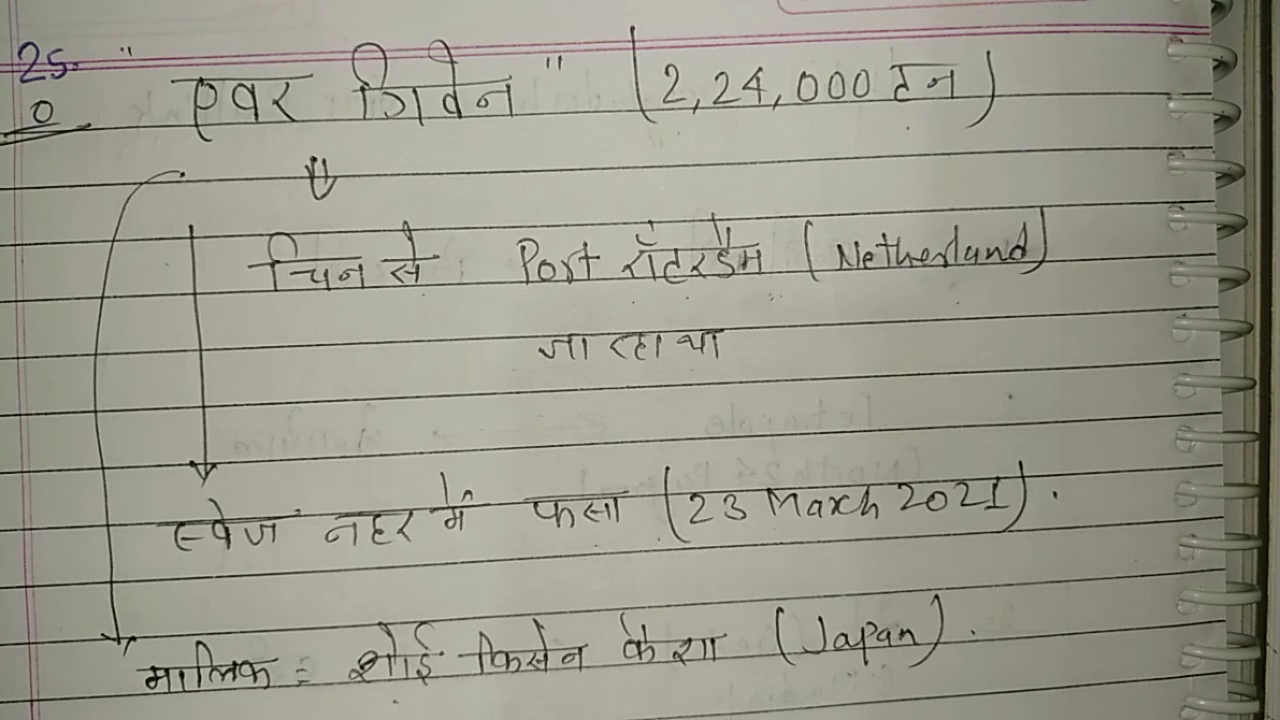 25. "एवर गिवेन" (2,24,000 टन)
0
चिन से Port रॉटरडॅम (Netherland)
जा रहा था
स्वेज नहर में फसा (23 March 2021).
मालिक = शोई किसेन केशा (Japan).